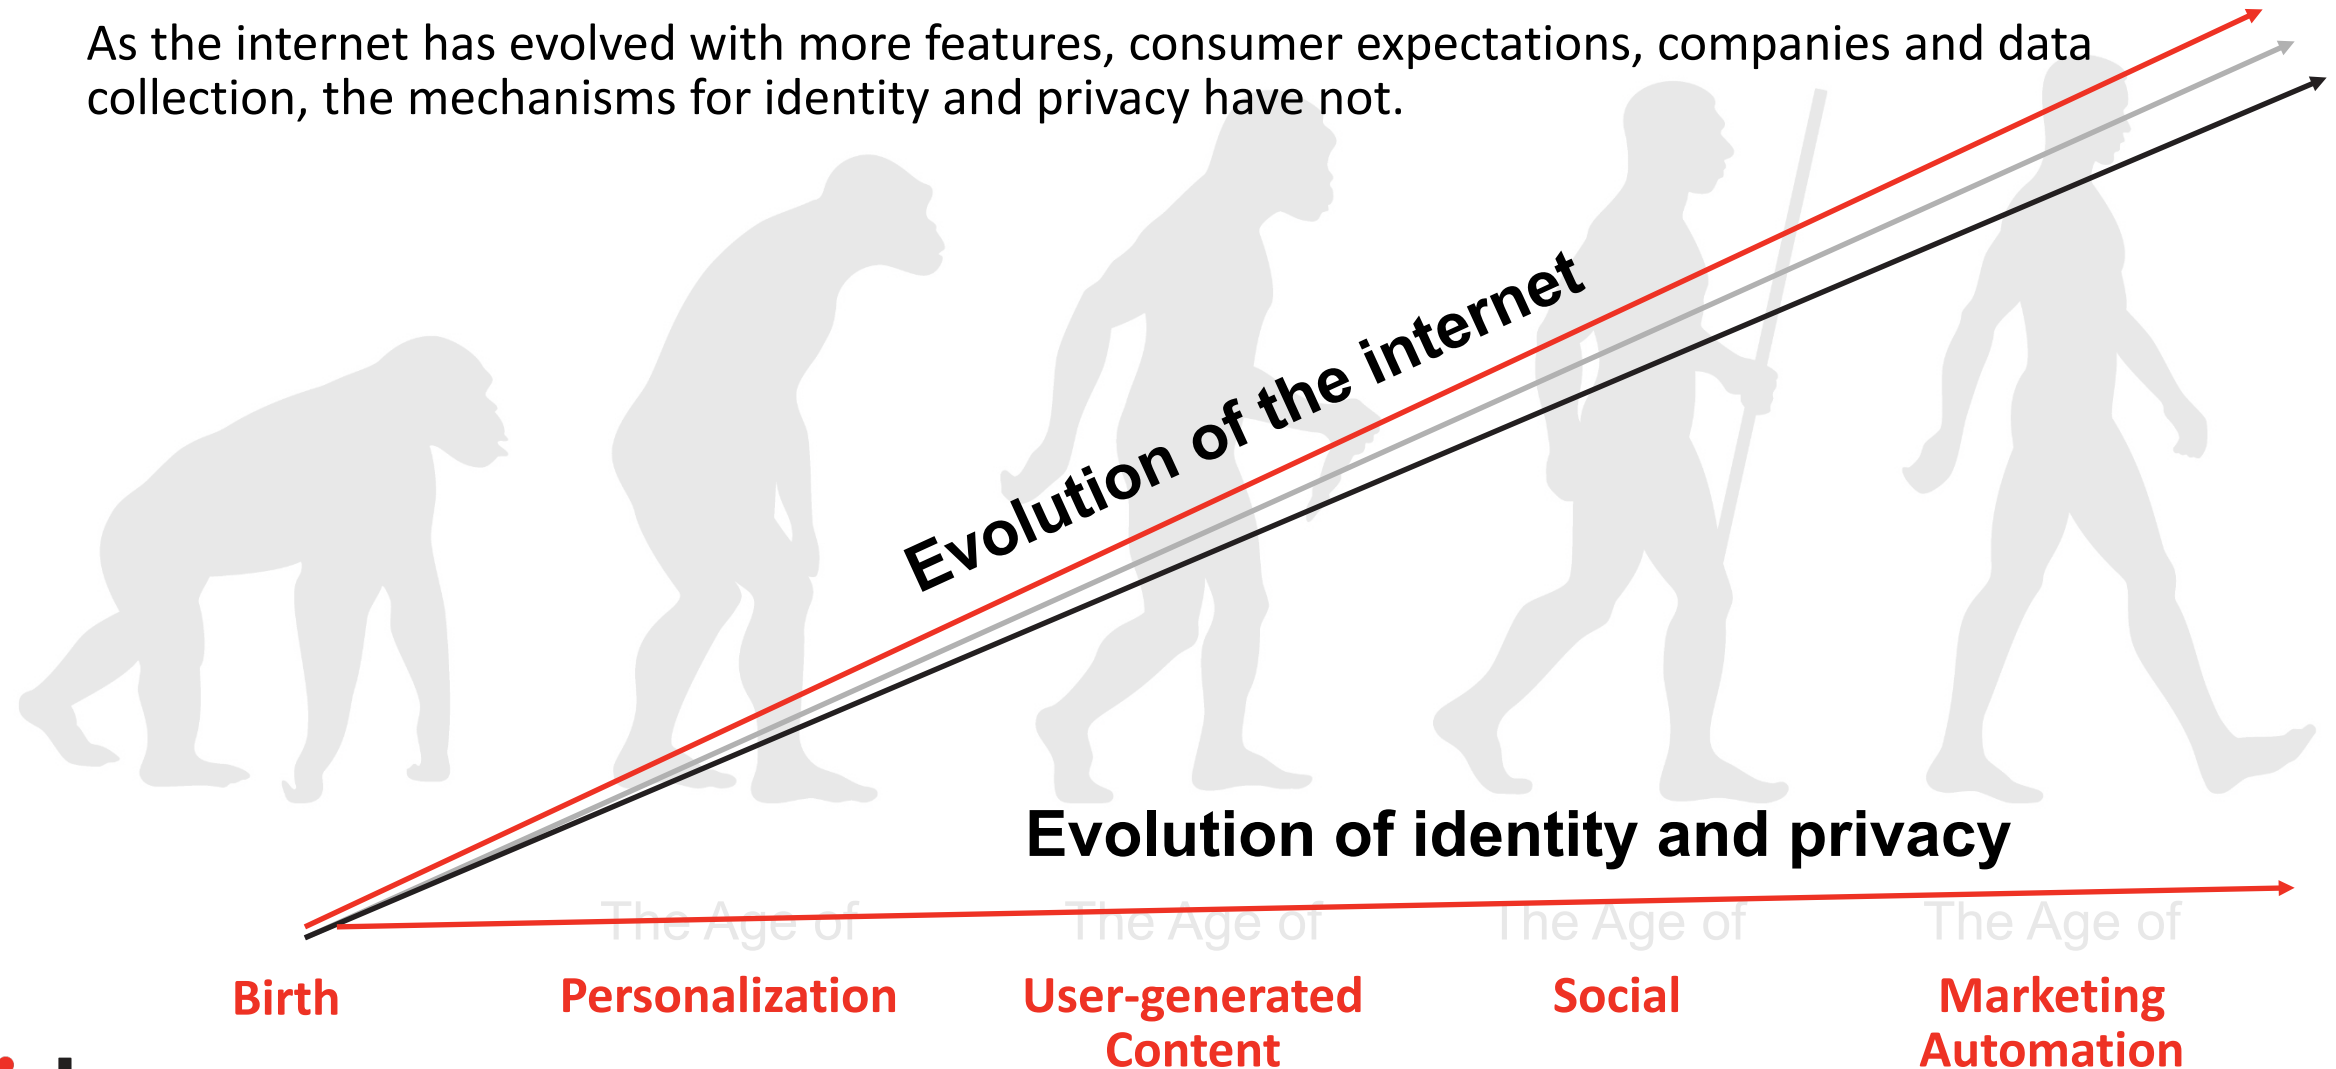 As the internet has evolved with more features, consumer expectations, companies and data
collection, the mechanisms for identity and privacy have not.
Evolution of the internet
Evolution of identity and privacy
The Age of
The Age of
The Age of
The Age of
Birth
Personalization
User-generated
Content
Social
Marketing
Automation